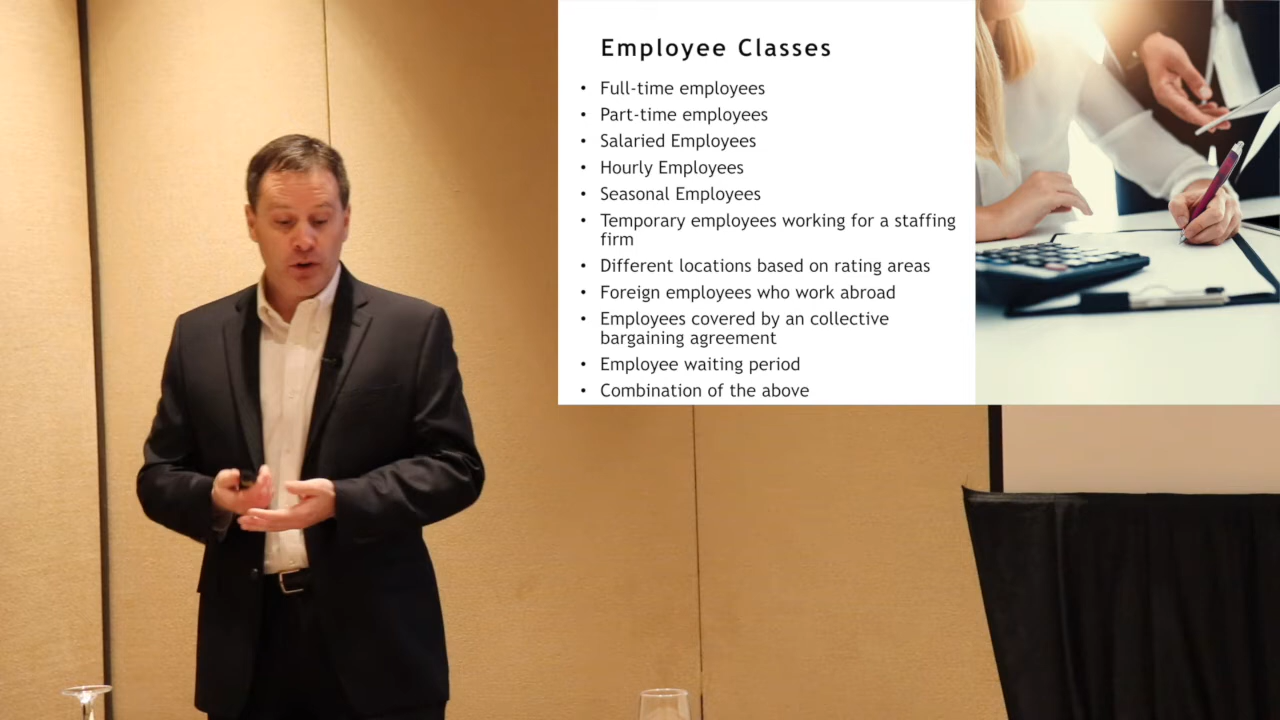 Employee Classes
• Full-time employees
• Part-time employees
• Salaried Employees
• Hourly Employees
• Seasonal Employees
• Temporary employees working for a staffing
firm
• Different locations based on rating areas
• Foreign employees who work abroad
• Employees covered by an collective
bargaining agreement
• Employee waiting period
• Combination of the above